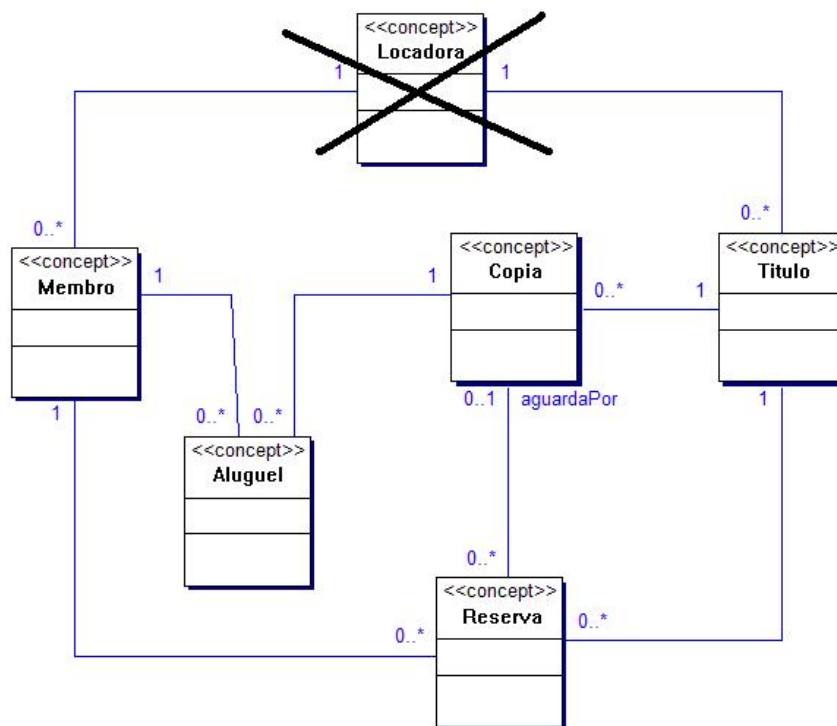 <<concept>>
Locadora
1
1
0..*
0..*
<<concept>>
Membro
1
1
<<concept>>
Copia
1
0..*
1
<<concept>>
Titulo
1
0..1
aguardaPor
0..*
0..*
<<concept>>
Aluguel
0..*
0..*
0..*
<<concept>>
Reserva